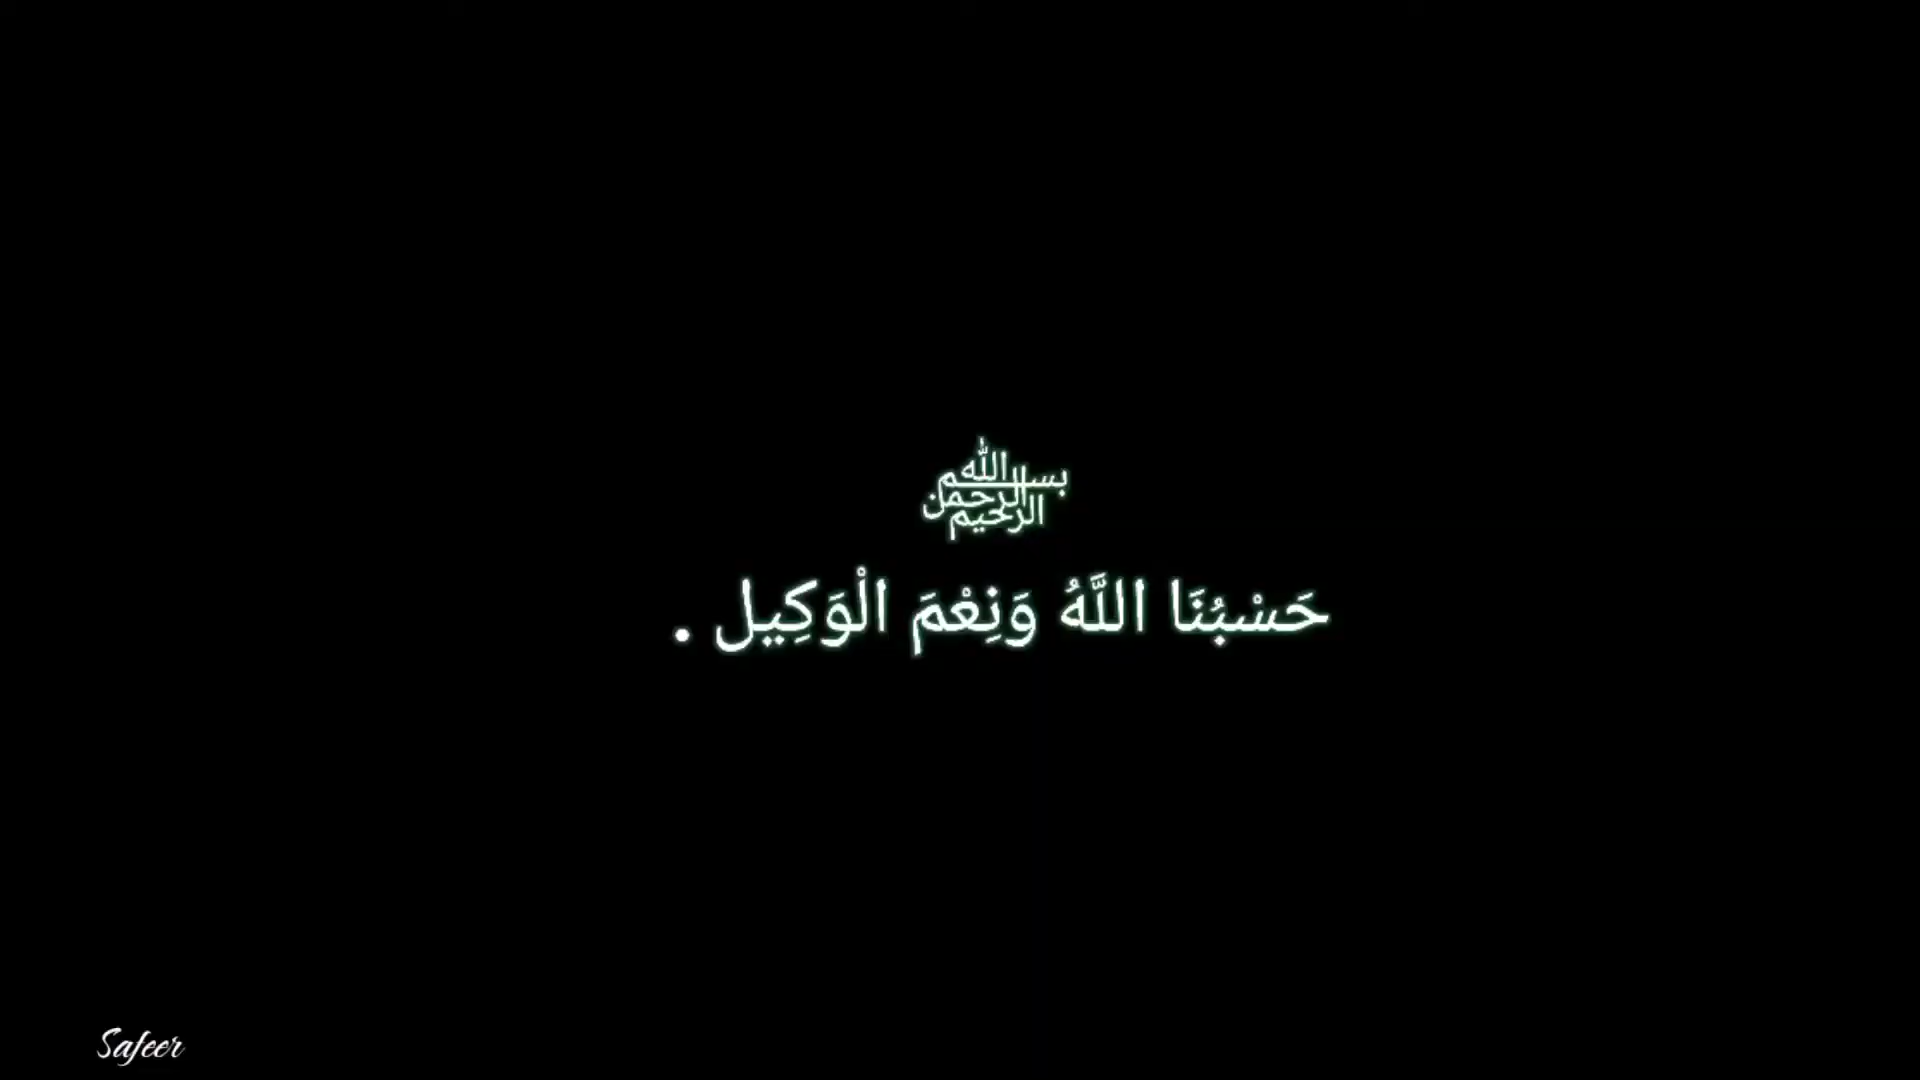 بسم الله الرحمن الرحيم
حَسْبُنَا اللَّهُ وَنِعْمَ الْوَكِيل .
Safeer